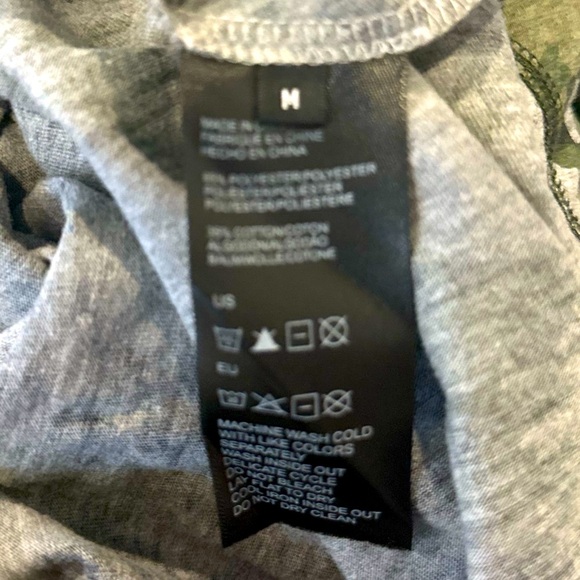 M
MADE IN
FABRIQUÉ EN CHINE
HECHO EN CHINA
POLYESTER/POLYESTER
POLIESTER/POLIESTER
COTTON/COTON
US
EU
MACHINE WASH COLD
WITH LIKE COLORS
SEPARATELY
WASH INSIDE OUT
DELICATE CYCLE
DO NOT BLEACH
LAY FLAT TO DRY
COOL IRON INSIDE OUT
DO NOT DRY CLEAN